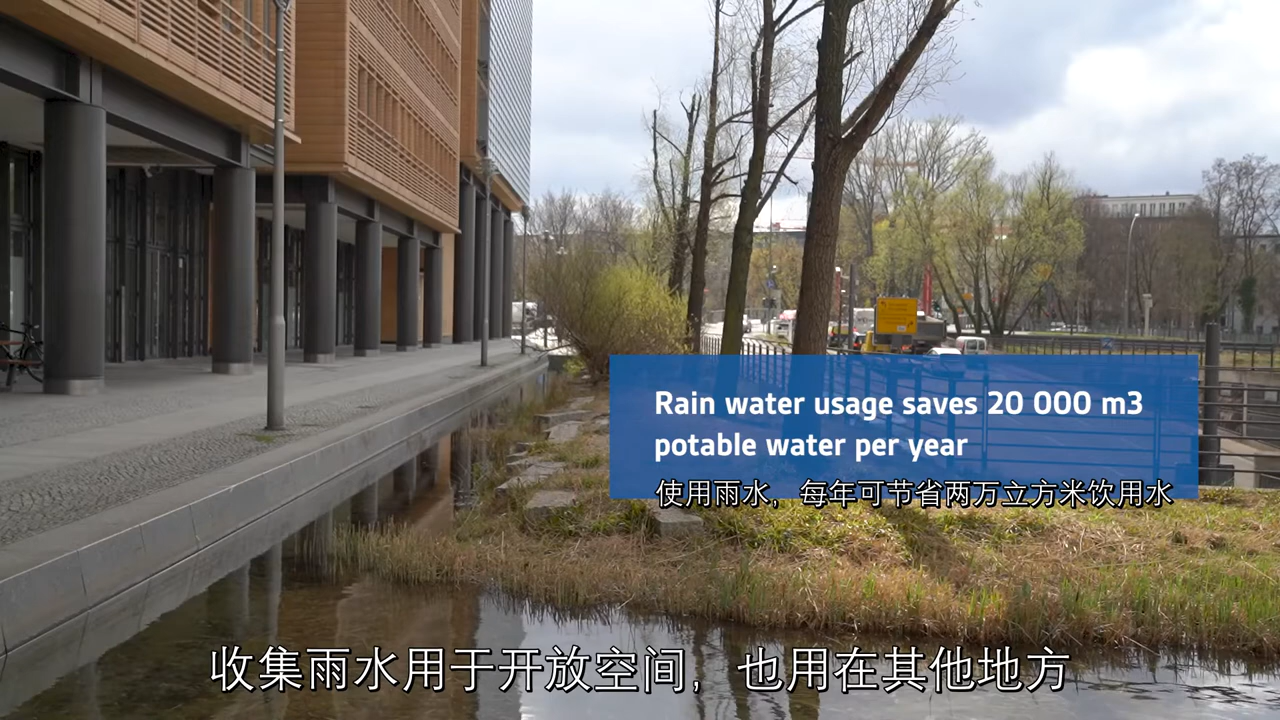 Rain water usage saves 20 000 m3
potable water per year
使用雨水，每年可节省两万立方米饮用水
收集雨水用于开放空间，也用在其他地方